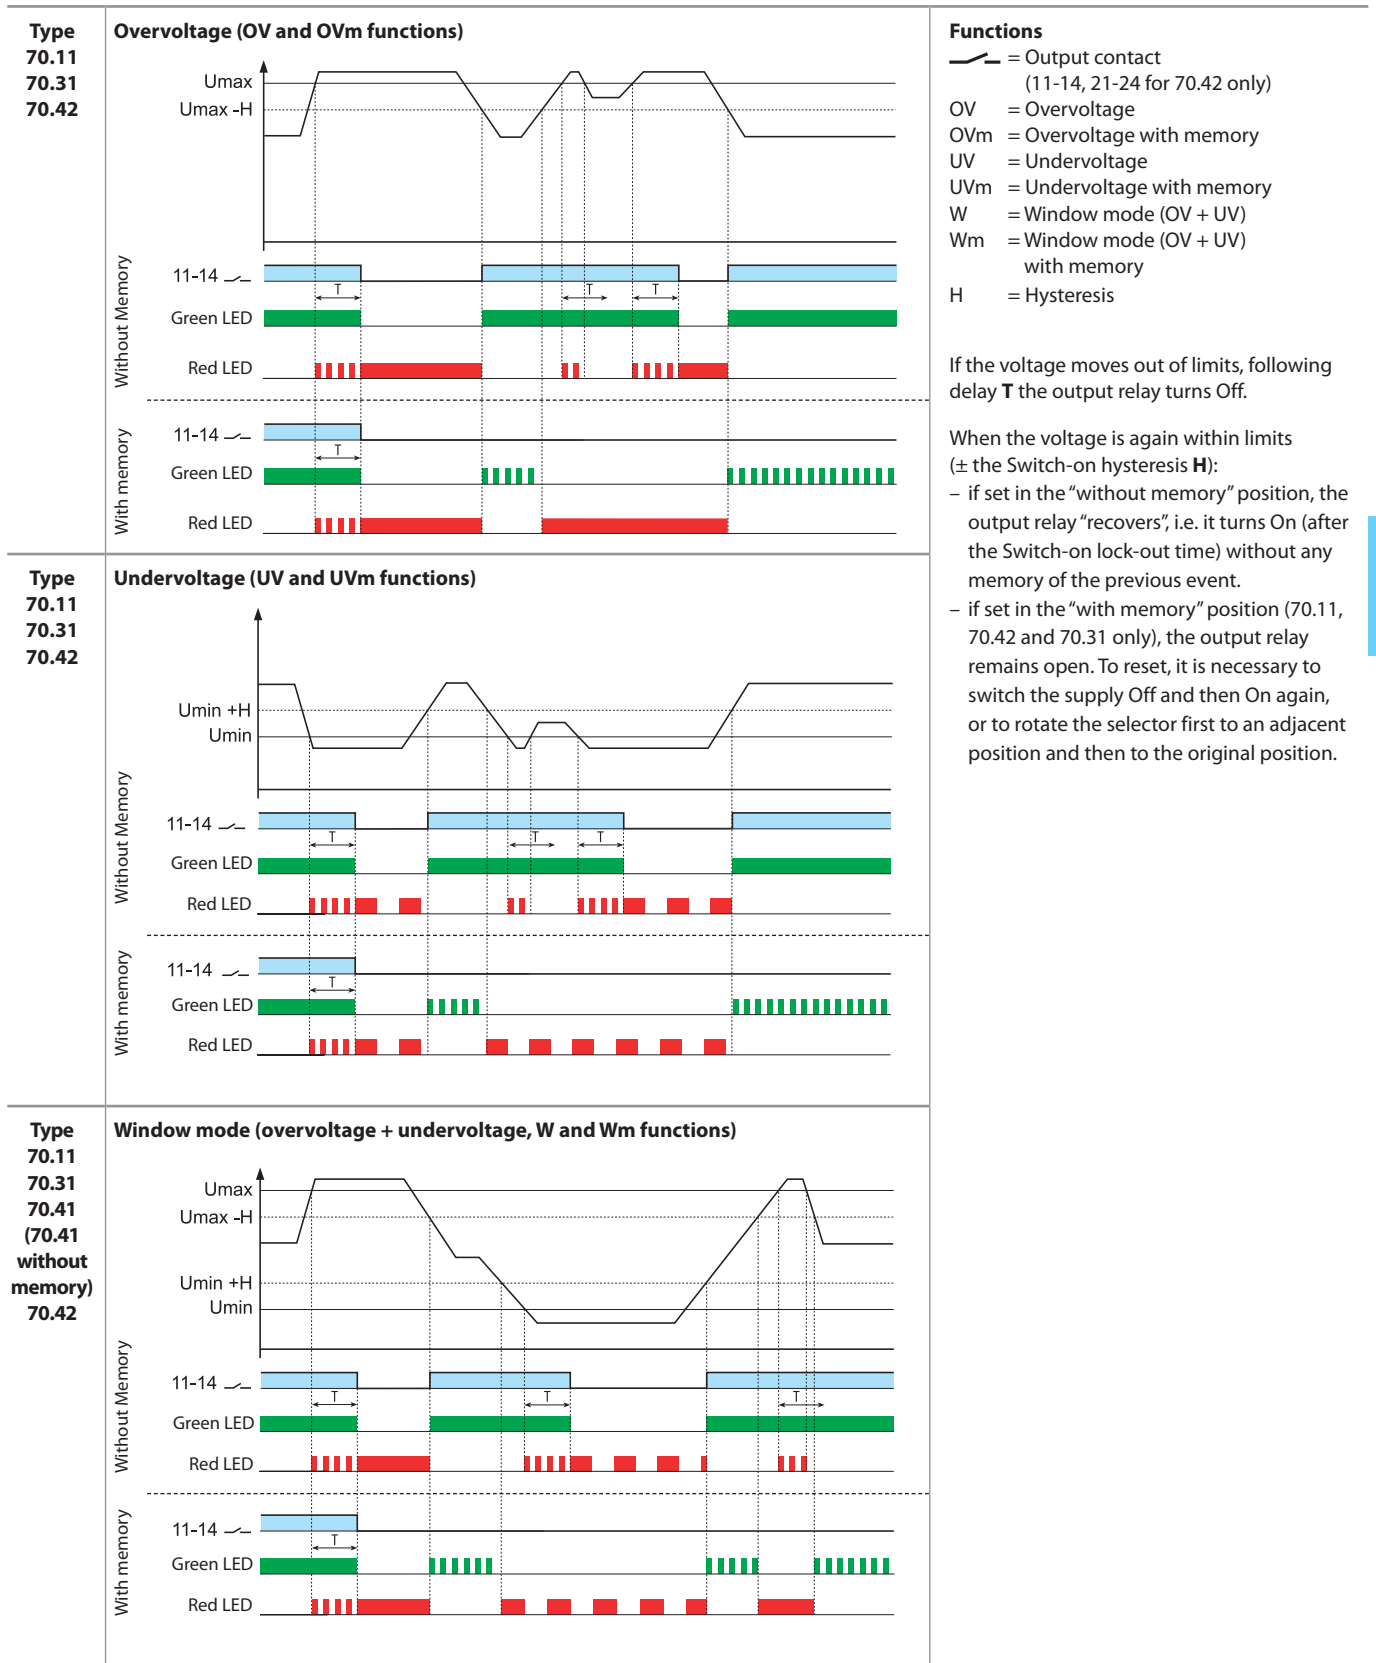 Type
70.11
70.31
70.42
Overvoltage (OV and OVm functions)
Umax
Umax -H
Without Memory
11-14
T
T
T
Green LED
Red LED
With memory
11-14
T
Green LED
Red LED
Type
70.11
70.31
70.42
Undervoltage (UV and UVm functions)
Umin +H
Umin
Without Memory
11-14
T
T
T
Green LED
Red LED
With memory
11-14
T
Green LED
Red LED
Type
70.11
70.31
70.41
(70.41
without
memory)
70.42
Window mode (overvoltage + undervoltage, W and Wm functions)
Umax
Umax -H
Umin +H
Umin
Without Memory
11-14
T
T
T
Green LED
Red LED
With memory
11-14
T
Green LED
Red LED
Functions
= Output contact
(11-14, 21-24 for 70.42 only)
OV = Overvoltage
OVm = Overvoltage with memory
UV = Undervoltage
UVm = Undervoltage with memory
W = Window mode (OV + UV)
Wm = Window mode (OV + UV)
with memory
H = Hysteresis
If the voltage moves out of limits, following
delay T the output relay turns Off.
When the voltage is again within limits
(± the Switch-on hysteresis H):
– if set in the “without memory” position, the
output relay “recovers”, i.e. it turns On (after
the Switch-on lock-out time) without any
memory of the previous event.
– if set in the “with memory” position (70.11,
70.42 and 70.31 only), the output relay
remains open. To reset, it is necessary to
switch the supply Off and then On again,
or to rotate the selector first to an adjacent
position and then to the original position.